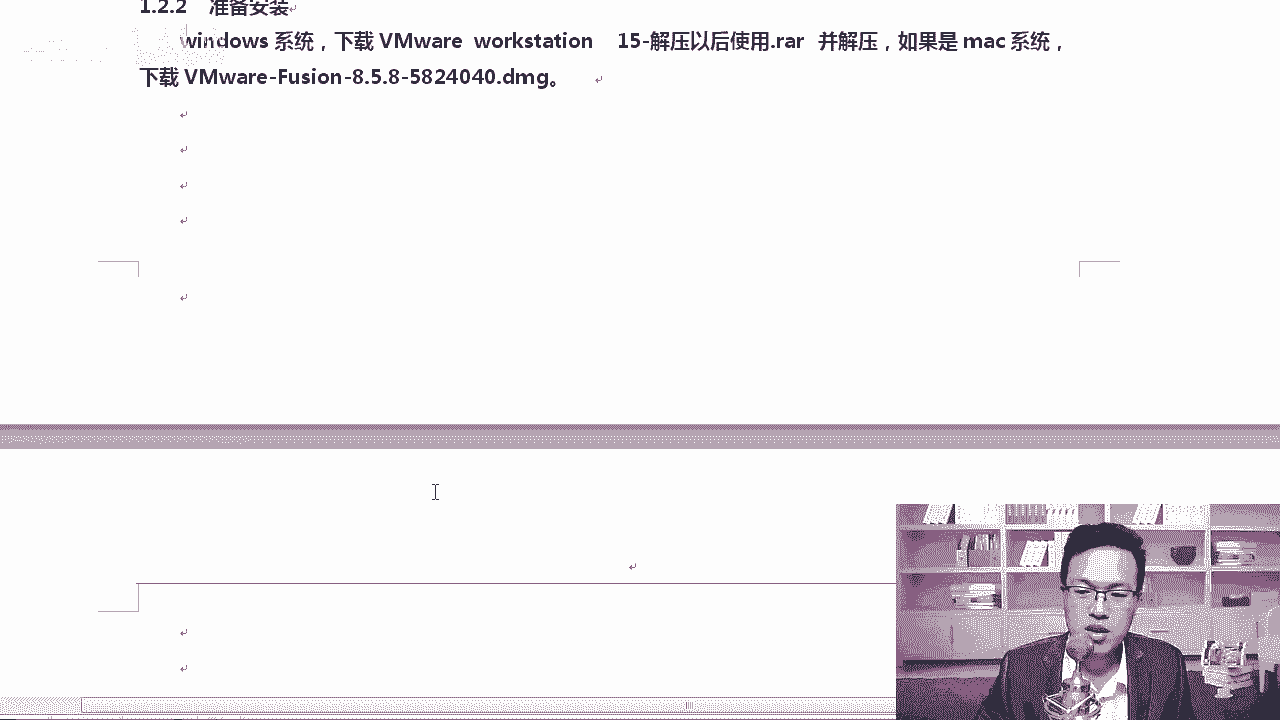 1.2.2 准备安装
windows 系统，下载 VMware workstation 15-解压以后使用.rar 并解压，如果是 mac 系统，
下载 VMware-Fusion-8.5.8-5824040.dmg。